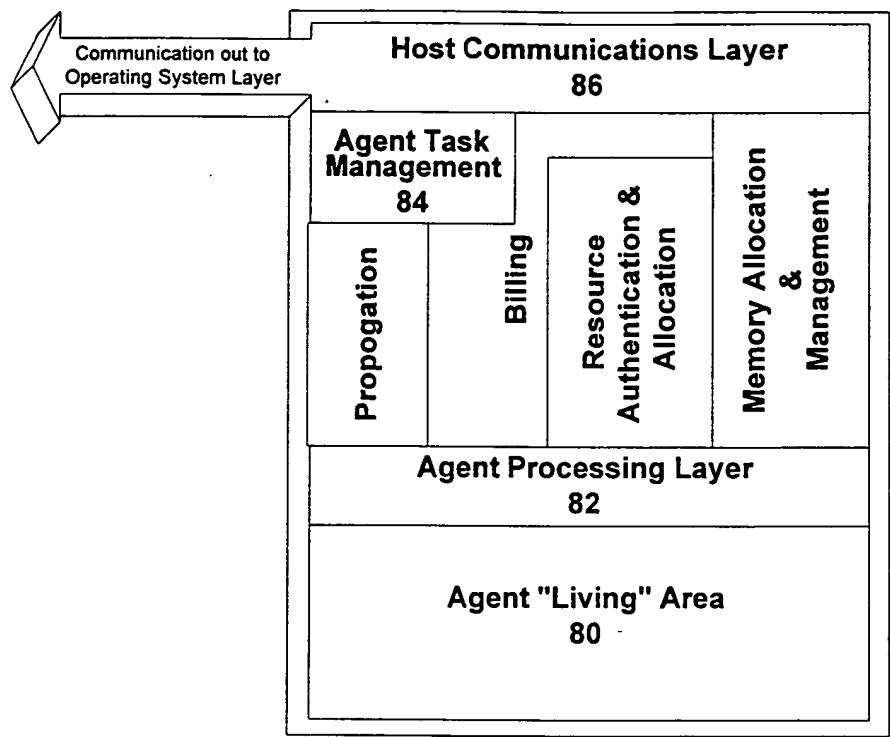 Communication out to
Operating System Layer
Host Communications Layer
86
Agent Task
Management
84
Propogation
Billing
Resource
Authentication &
Allocation
Memory Allocation
&
Management
Agent Processing Layer
82
Agent "Living" Area
80